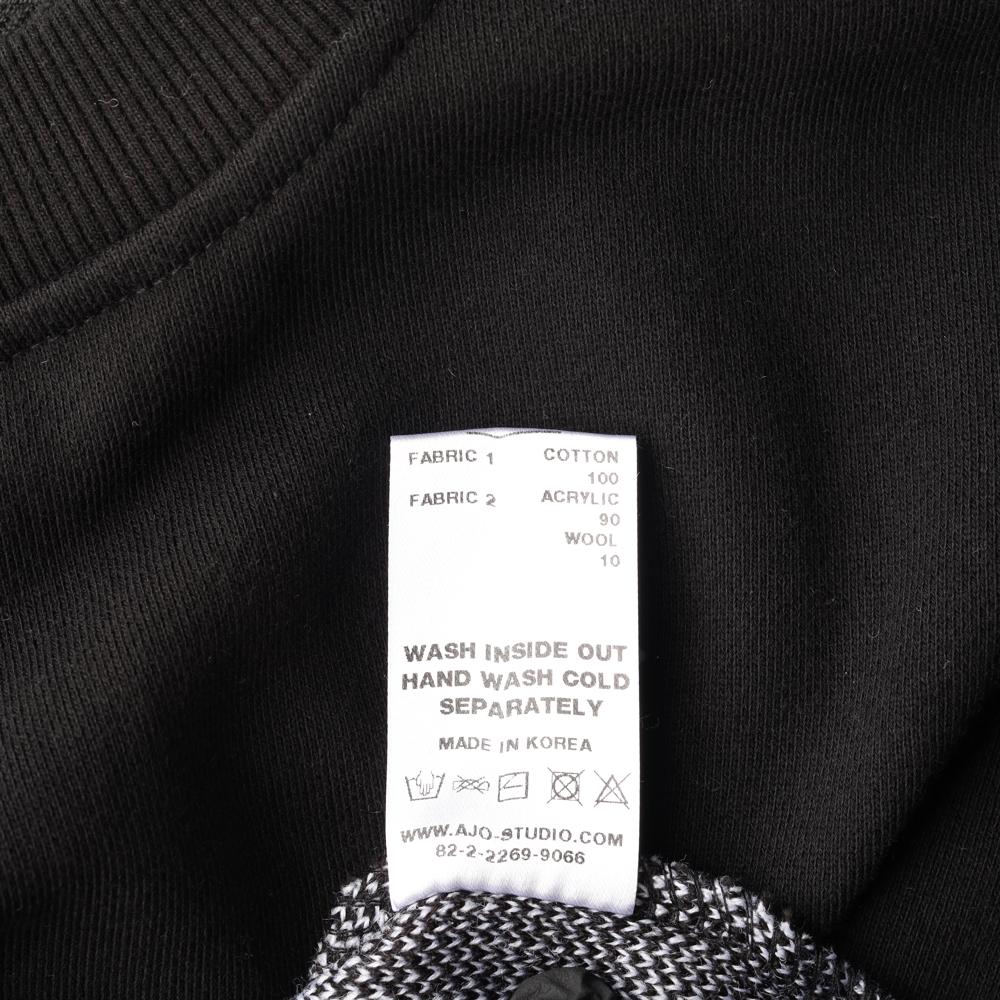 FABRIC 1 COTTON
100
FABRIC 2 ACRYLIC
90
WOOL
10
WASH INSIDE OUT
HAND WASH COLD
SEPARATELY
MADE IN KOREA
WWW.AJO-STUDIO.COM
82-2-2269-9066